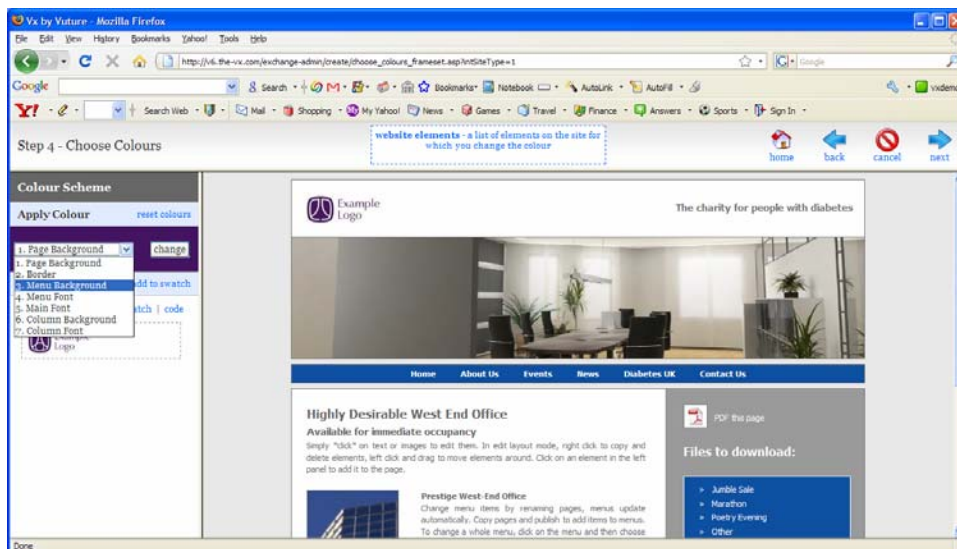 Vx by Vuture - Mozilla Firefox
File Edit View History Bookmarks Yahoo! Tools Help
http://v6.the-vx.com/exchange-admin/create/choose_colours_frameset.asp?intSiteType=1
Google
Google Search Bookmarks Notebook AutoLink AutoFill vxdemo
Y! Search Web Mail Shopping My Yahoo! News Games Travel Finance Answers Sports Sign In
Step 4 - Choose Colours
website elements - a list of elements on the site for
which you change the colour
home back cancel next
Colour Scheme
Apply Colour reset colours
1. Page Background change
1. Page Background
2. Border
3. Menu Background
add to swatch
4. Menu Font
5. Main Font
tch | code
6. Column Background
7. Column Font
Logo
Example
Logo
The charity for people with diabetes
Home About Us Events News Diabetes UK Contact Us
Highly Desirable West End Office
Available for immediate occupancy
Simply "click" on text or images to edit them. In edit layout mode, right click to copy and
delete elements, left click and drag to move elements around. Click on an element in the left
panel to add it to the page.
Prestige West-End Office
Change menu items by renaming pages, menus update
automatically. Copy pages and publish to add items to menus.
To change a whole menu, click on the menu and then choose
PDF this page
Files to download:
» Jumble Sale
» Marathon
» Poetry Evening
» Other
Done